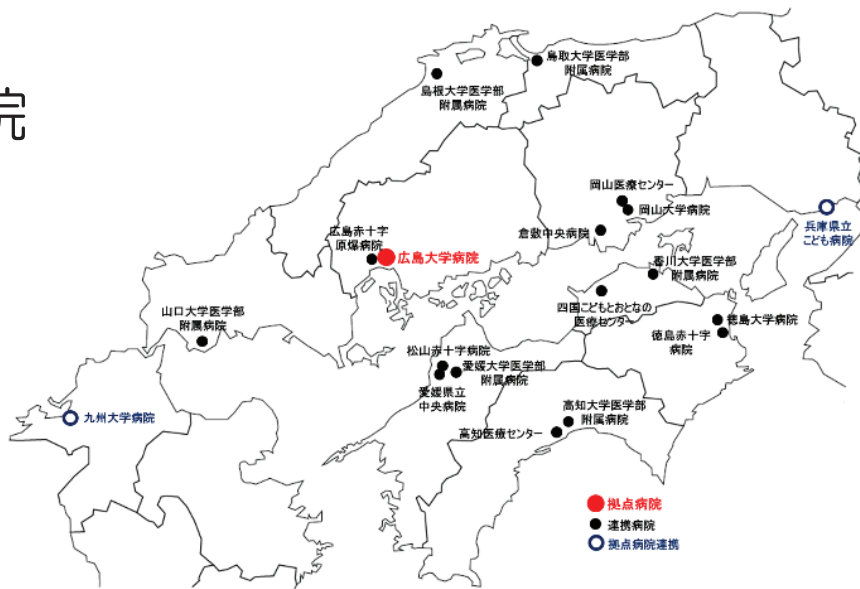 院
鳥取大学医学部
附属病院
島根大学医学部
附属病院
岡山医療センター
岡山大学病院
兵庫県立
こども病院
倉敷中央病院
広島赤十字
原爆病院
広島大学病院
香川大学医学部
附属病院
四国こどもとおとなの
医療センター
山口大学医学部
附属病院
徳島大学病院
徳島赤十字
病院
松山赤十字病院
愛媛大学医学部
附属病院
愛媛県立
中央病院
九州大学病院
高知大学医学部
附属病院
高知医療センター
拠点病院
連携病院
拠点病院連携